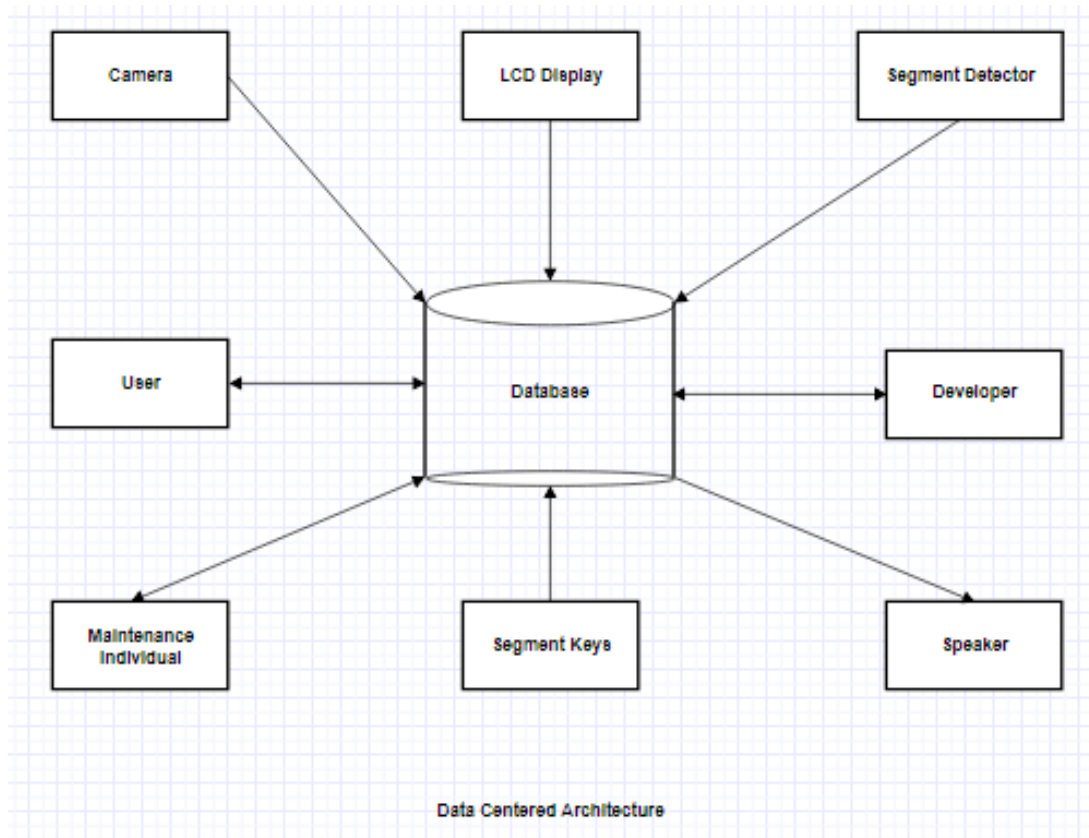 Camera
LCD Display
Segment Detector
User
Database
Developer
Maintenance
Individual
Segment Keys
Speaker
Data Centered Architecture